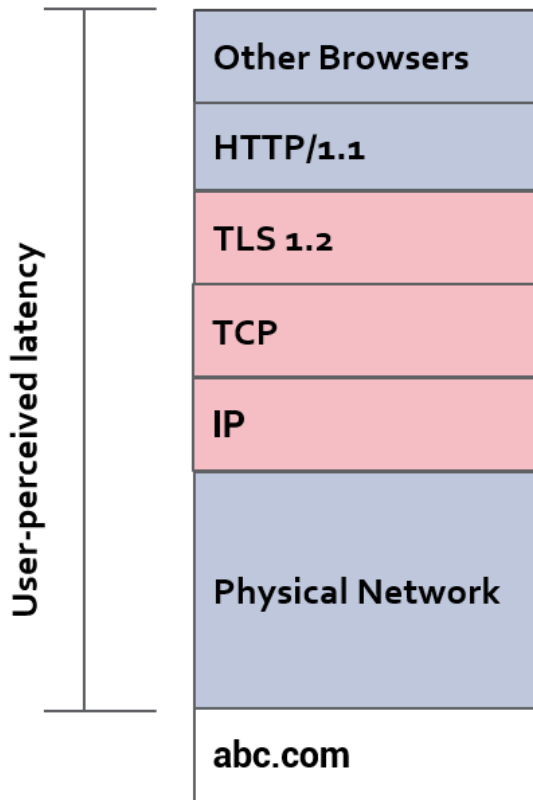 User-perceived latency
Other Browsers
HTTP/1.1
TLS 1.2
TCP
IP
Physical Network
abc.com